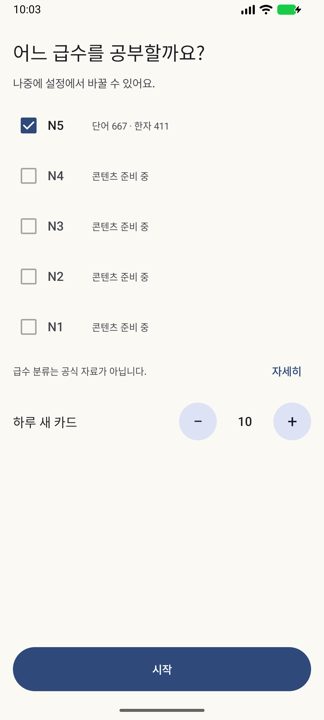 10:03
어느 급수를 공부할까요?
나중에 설정에서 바꿀 수 있어요.
N5 단어 667 · 한자 411
N4 콘텐츠 준비 중
N3 콘텐츠 준비 중
N2 콘텐츠 준비 중
N1 콘텐츠 준비 중
급수 분류는 공식 자료가 아닙니다. 자세히
하루 새 카드 − 10 +
시작